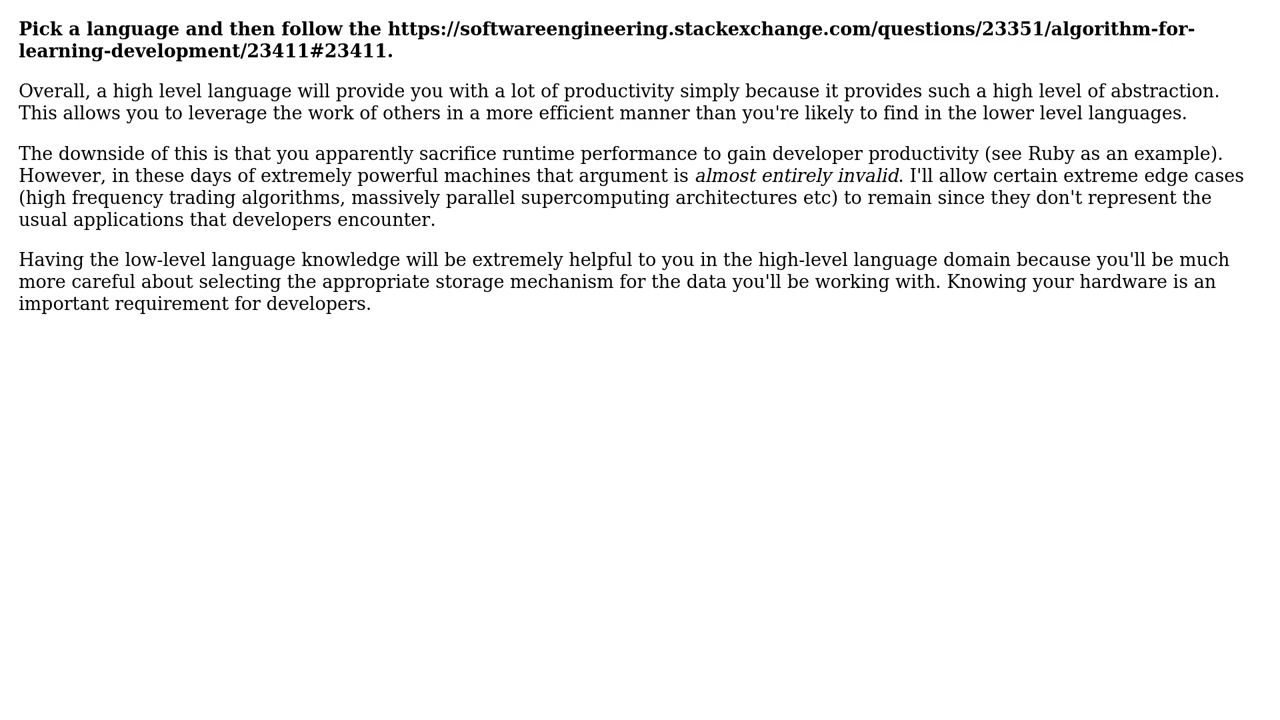 Pick a language and then follow the https://softwareengineering.stackexchange.com/questions/23351/algorithm-for-
learning-development/23411#23411.
Overall, a high level language will provide you with a lot of productivity simply because it provides such a high level of abstraction.
This allows you to leverage the work of others in a more efficient manner than you're likely to find in the lower level languages.
The downside of this is that you apparently sacrifice runtime performance to gain developer productivity (see Ruby as an example).
However, in these days of extremely powerful machines that argument is almost entirely invalid. I'll allow certain extreme edge cases
(high frequency trading algorithms, massively parallel supercomputing architectures etc) to remain since they don't represent the
usual applications that developers encounter.
Having the low-level language knowledge will be extremely helpful to you in the high-level language domain because you'll be much
more careful about selecting the appropriate storage mechanism for the data you'll be working with. Knowing your hardware is an
important requirement for developers.